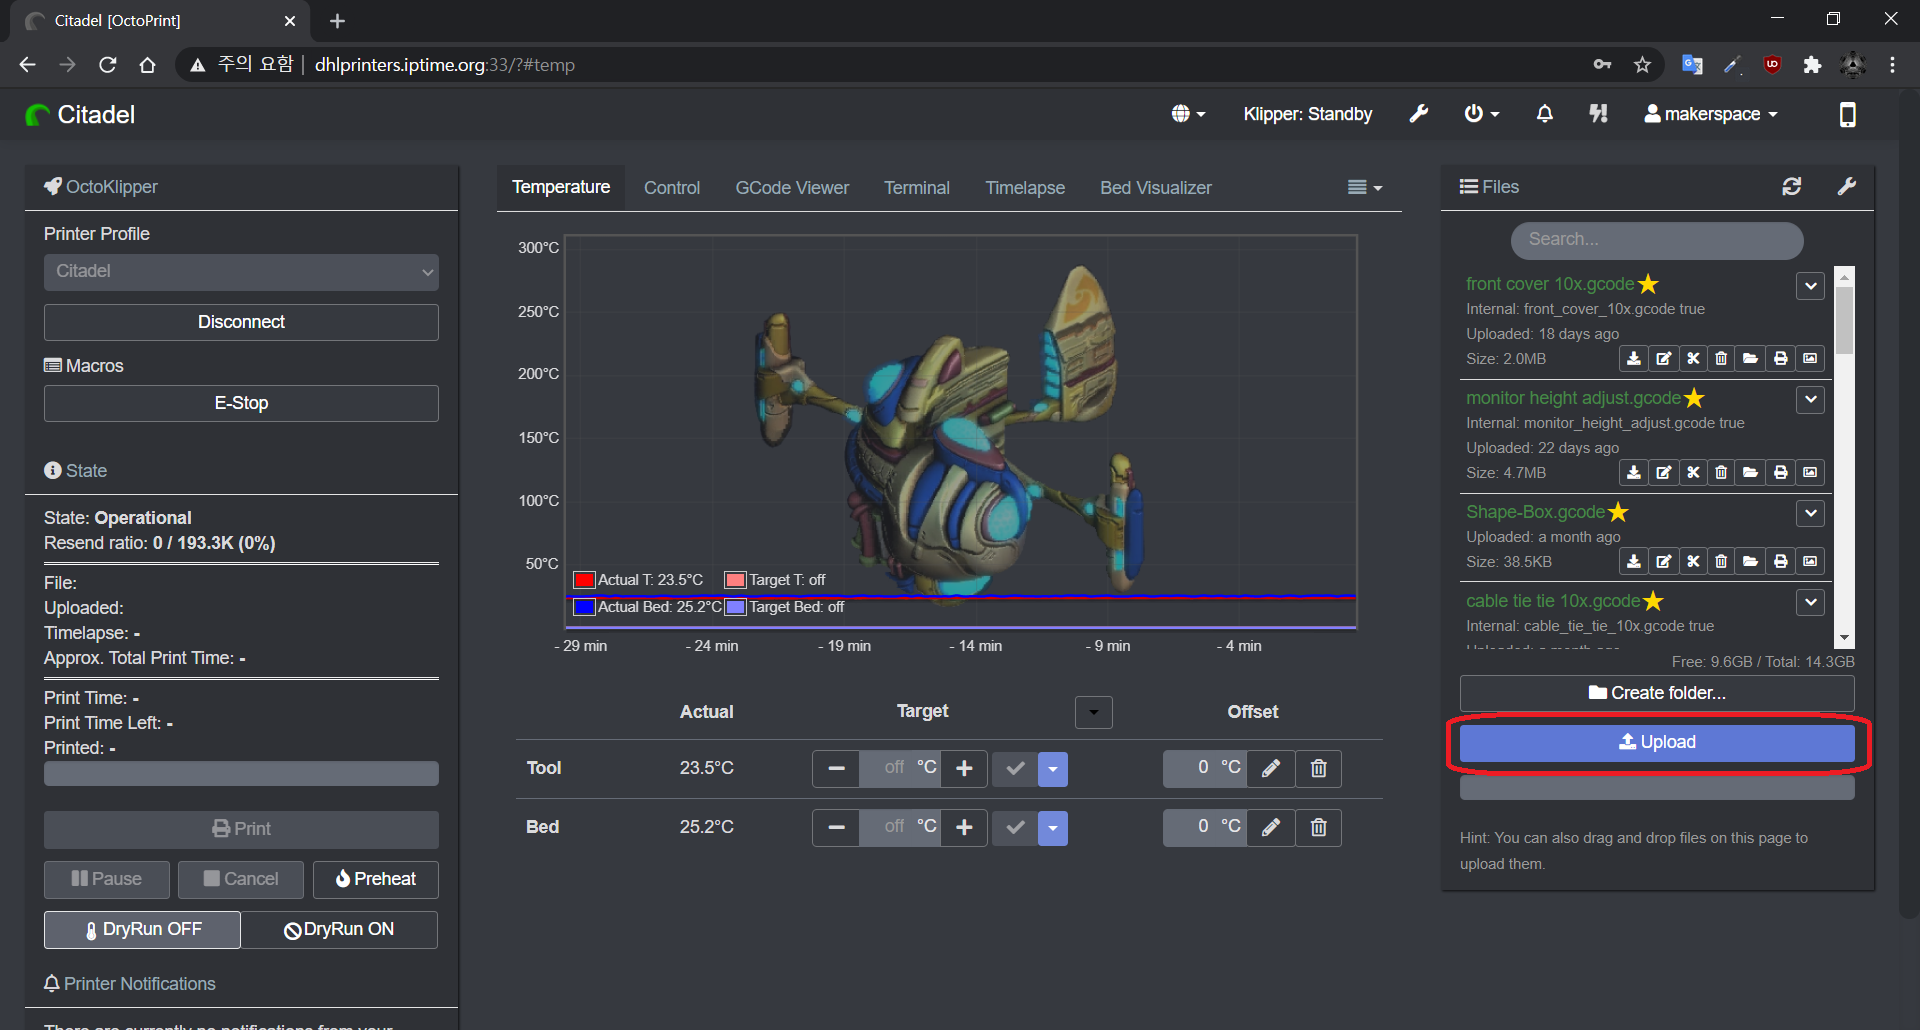 Citadel [OctoPrint]
주의 요함 | dhlprinters.iptime.org:33/?#temp
Citadel
Klipper: Standby
makerspace
OctoKlipper
Printer Profile
Citadel
Disconnect
Macros
E-Stop
State
State: Operational
Resend ratio: 0 / 193.3K (0%)
File:
Uploaded:
Timelapse: -
Approx. Total Print Time: -
Print Time: -
Print Time Left: -
Printed: -
Print
Pause
Cancel
Preheat
DryRun OFF
DryRun ON
Printer Notifications
There are currently no notifications from your
Temperature
Control
GCode Viewer
Terminal
Timelapse
Bed Visualizer
300°C
250°C
200°C
150°C
100°C
50°C
Actual T: 23.5°C
Target T: off
Actual Bed: 25.2°C
Target Bed: off
- 29 min
- 24 min
- 19 min
- 14 min
- 9 min
- 4 min
Actual
Target
Offset
Tool
23.5°C
off °C
0 °C
Bed
25.2°C
off °C
0 °C
Files
Search...
front cover 10x.gcode
Internal: front_cover_10x.gcode true
Uploaded: 18 days ago
Size: 2.0MB
monitor height adjust.gcode
Internal: monitor_height_adjust.gcode true
Uploaded: 22 days ago
Size: 4.7MB
Shape-Box.gcode
Uploaded: a month ago
Size: 38.5KB
cable tie tie 10x.gcode
Internal: cable_tie_tie_10x.gcode true
Uploaded: a month ago
Free: 9.6GB / Total: 14.3GB
Create folder...
Upload
Hint: You can also drag and drop files on this page to
upload them.